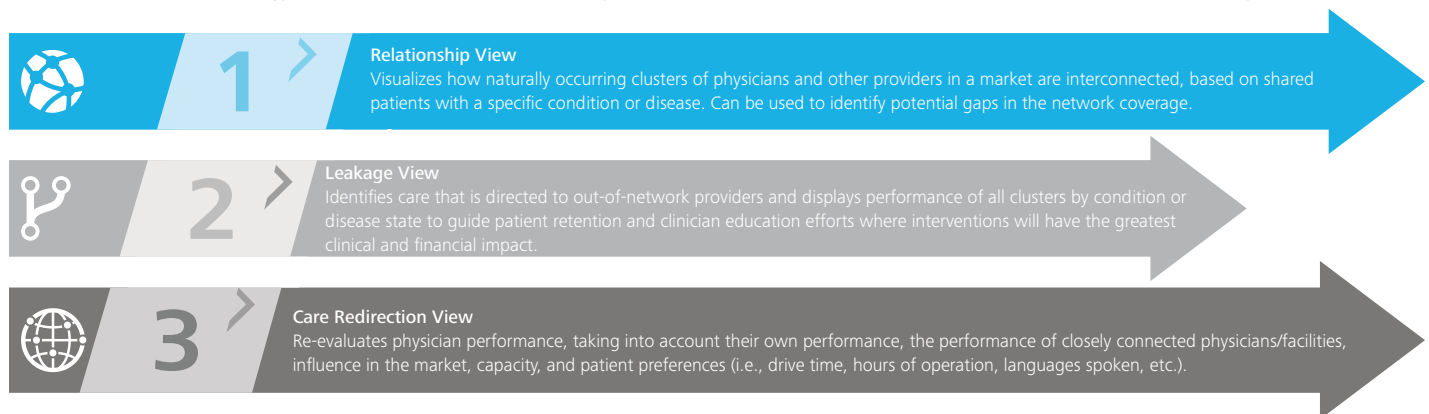 1
Relationship View
Visualizes how naturally occurring clusters of physicians and other providers in a market are interconnected, based on shared
patients with a specific condition or disease. Can be used to identify potential gaps in the network coverage.
2
Leakage View
Identifies care that is directed to out-of-network providers and displays performance of all clusters by condition or
disease state to guide patient retention and clinician education efforts where interventions will have the greatest
clinical and financial impact.
3
Care Redirection View
Re-evaluates physician performance, taking into account their own performance, the performance of closely connected physicians/facilities,
influence in the market, capacity, and patient preferences (i.e., drive time, hours of operation, languages spoken, etc.).